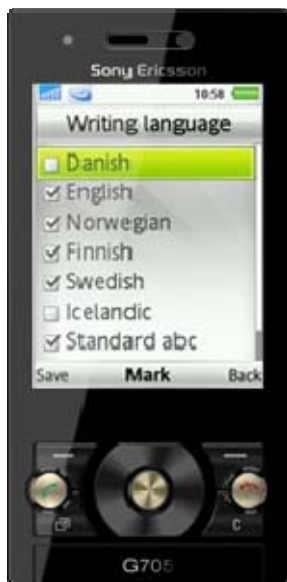 Sony Ericsson
10:58
Writing language
Danish
English
Norwegian
Finnish
Swedish
Icelandic
Standard abc
Save Mark Back
C
G705